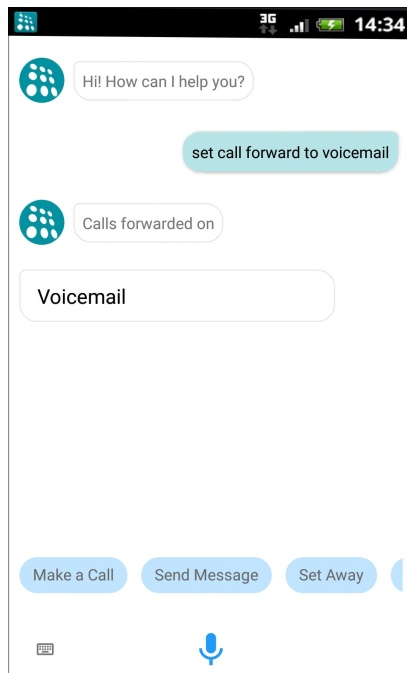 3G
14:34
Hi! How can I help you?
set call forward to voicemail
Calls forwarded on
Voicemail
Make a Call
Send Message
Set Away